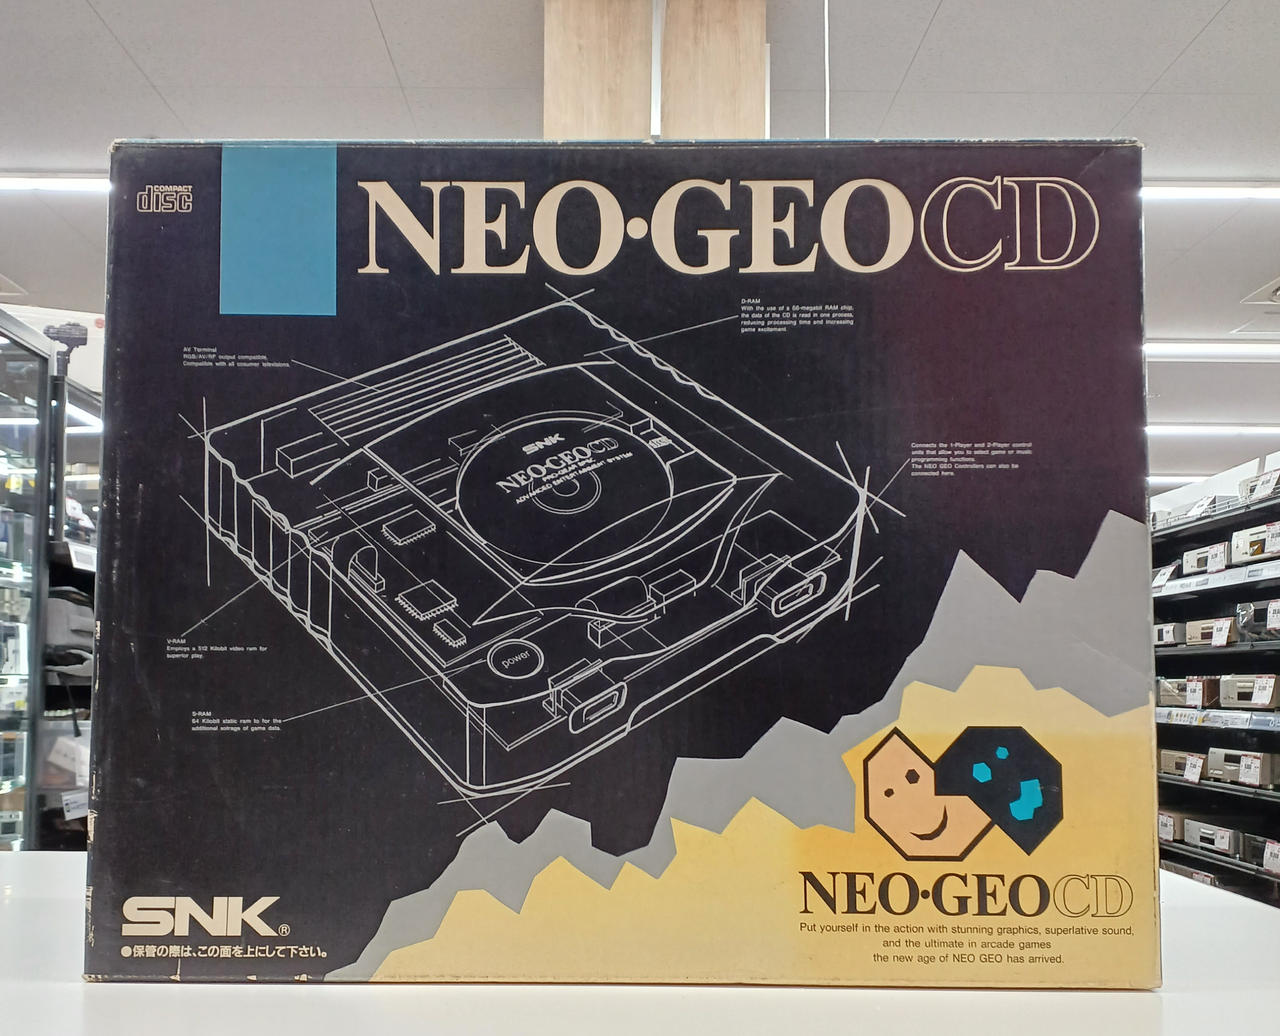 COMPACT
disc
NEO·GEO CD
D-RAM
With the use of a 56-megabit RAM chip,
the data of the CD is read in one process,
reducing processing time and increasing
game excitement.
AV Terminal
RGB/AV/RF output compatible.
Compatible with all cosumer televisions.
Connects the 1-Player and 2-Player control
units that allow you to select game or music
programming functions.
The NEO GEO Controllers can also be
connected here.
SNK
NEO·GEO CD
PRO-GEAR SPEC
ADVANCED ENTERTAINMENT SYSTEM
V-RAM
Employs a 512 Kilobit video ram for
superior play.
power
S-RAM
64 Kilobit static ram to for the
additional sotrage of game data.
NEO·GEO CD
Put yourself in the action with stunning graphics, superlative sound,
and the ultimate in arcade games
the new age of NEO GEO has arrived.
SNK®
●保管の際は、この面を上にして下さい。